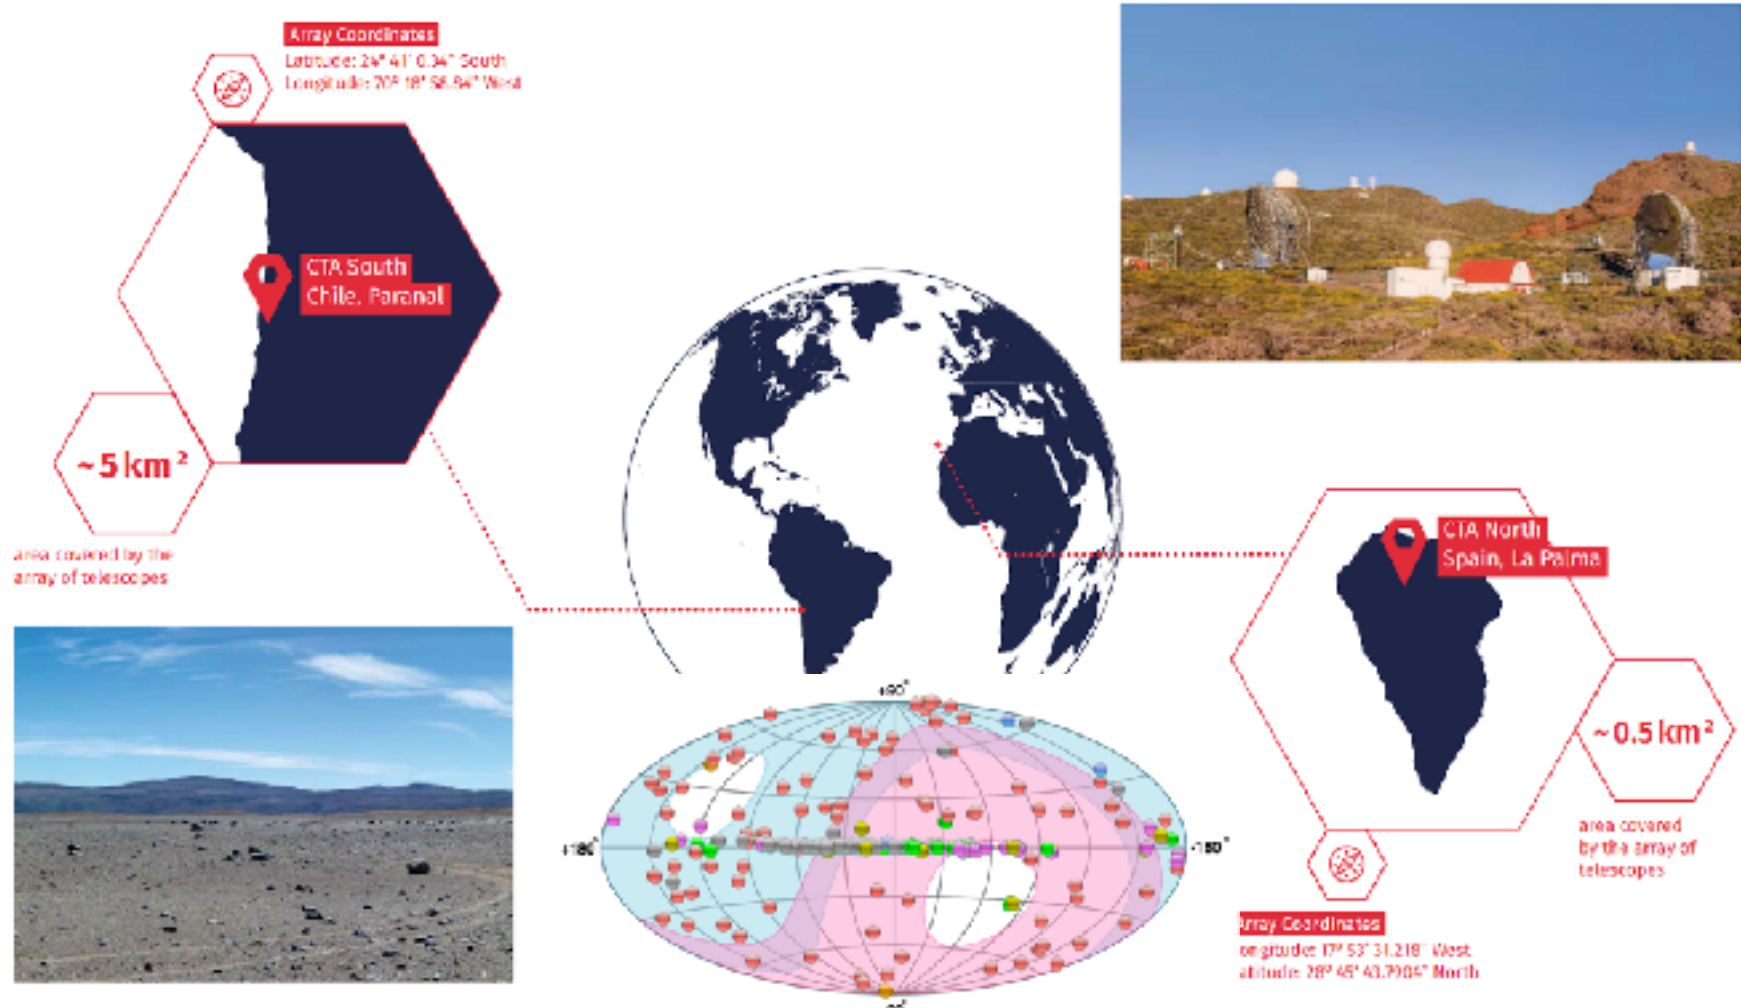 Array Coordinates
Latitude: 24° 41' 0.34" South
Longitude: 70° 18' 58.84" West
CTA South
Chile, Paranal
~ 5 km²
area covered by the
array of telescopes
CTA North
Spain, La Palma
~ 0.5 km²
area covered
by the array of
telescopes
+90°
+180°
-180°
Array Coordinates
ongitude: 17° 53' 31.218" West
atitude: 28° 45' 43.7904" North